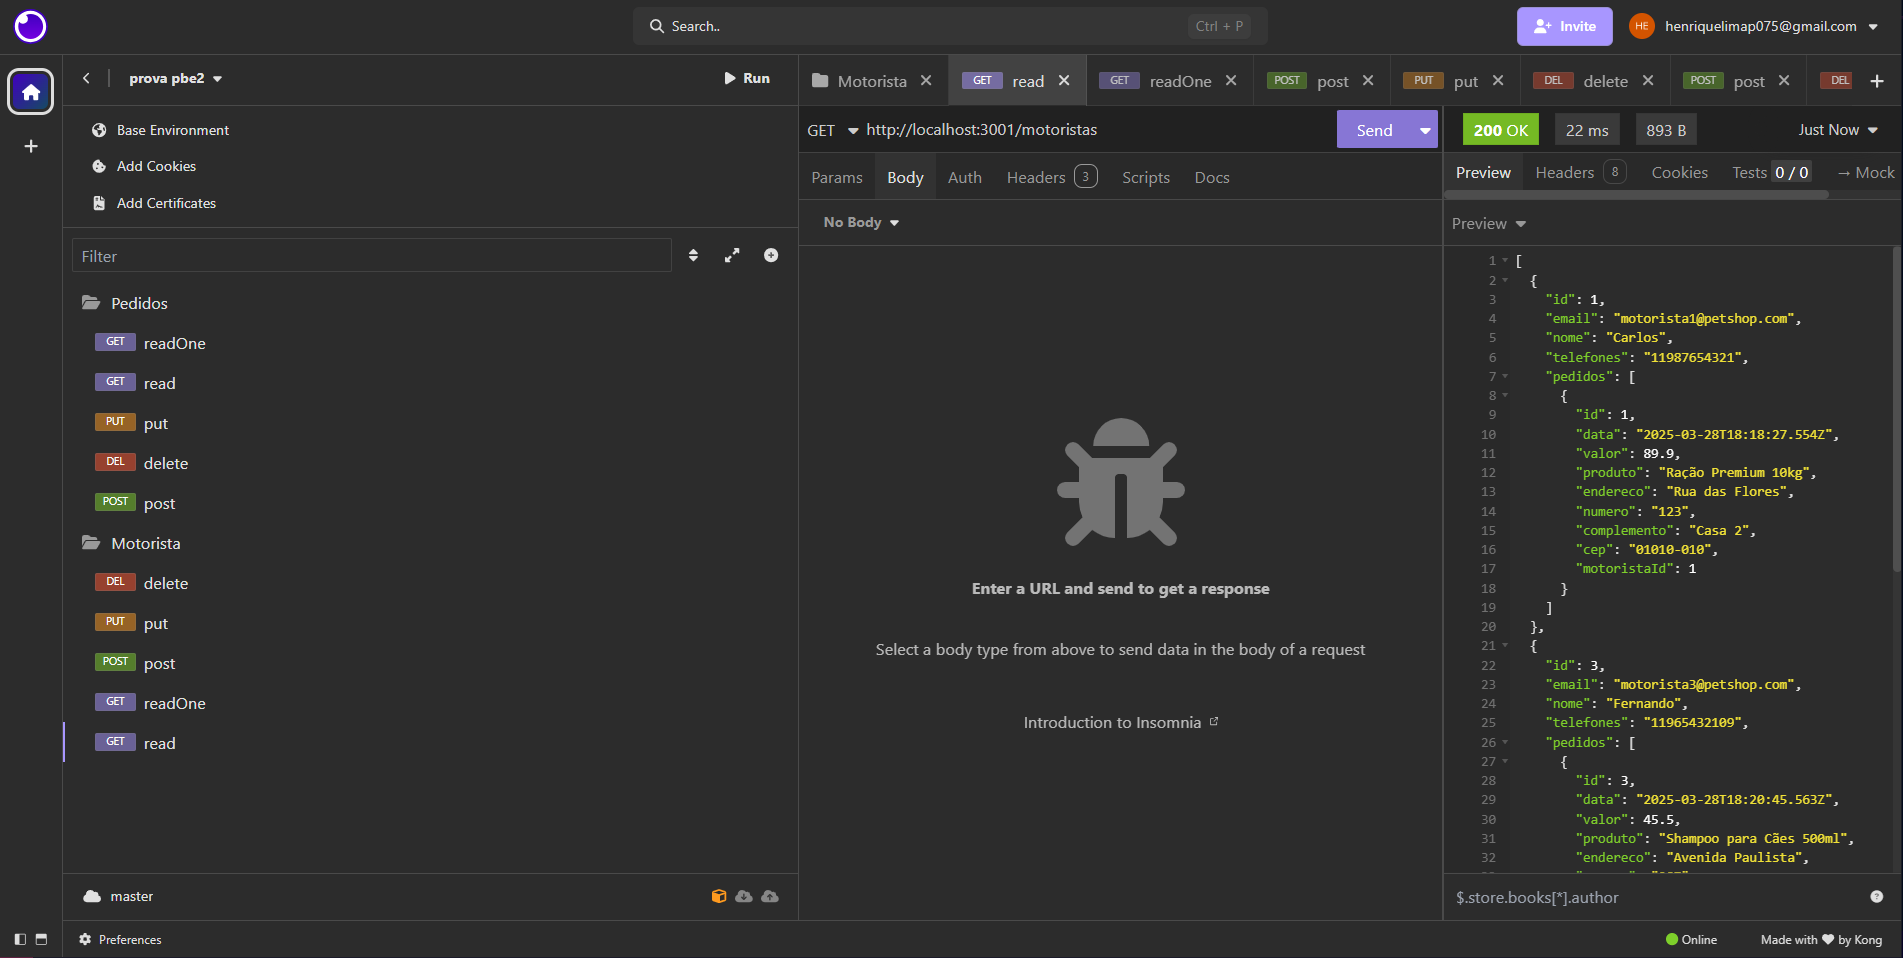 Search..
Ctrl + P
Invite
HE
henriquelimap075@gmail.com
prova pbe2
Run
Base Environment
Add Cookies
Add Certificates
Filter
Pedidos
GET readOne
GET read
PUT put
DEL delete
POST post
Motorista
DEL delete
PUT put
POST post
GET readOne
GET read
master
Preferences
Motorista
GET read
GET readOne
POST post
PUT put
DEL delete
POST post
DEL
GET http://localhost:3001/motoristas
Send
Params Body Auth Headers 3 Scripts Docs
No Body
Enter a URL and send to get a response
Select a body type from above to send data in the body of a request
Introduction to Insomnia
200 OK 22 ms 893 B Just Now
Preview Headers 8 Cookies Tests 0 / 0 → Mock
Preview
1 [
2 {
3 "id": 1,
4 "email": "motorista1@petshop.com",
5 "nome": "Carlos",
6 "telefones": "11987654321",
7 "pedidos": [
8 {
9 "id": 1,
10 "data": "2025-03-28T18:18:27.554Z",
11 "valor": 89.9,
12 "produto": "Ração Premium 10kg",
13 "endereco": "Rua das Flores",
14 "numero": "123",
15 "complemento": "Casa 2",
16 "cep": "01010-010",
17 "motoristaId": 1
18 }
19 ]
20 },
21 {
22 "id": 3,
23 "email": "motorista3@petshop.com",
24 "nome": "Fernando",
25 "telefones": "11965432109",
26 "pedidos": [
27 {
28 "id": 3,
29 "data": "2025-03-28T18:20:45.563Z",
30 "valor": 45.5,
31 "produto": "Shampoo para Cães 500ml",
32 "endereco": "Avenida Paulista",
$.store.books[*].author
Online
Made with ❤ by Kong